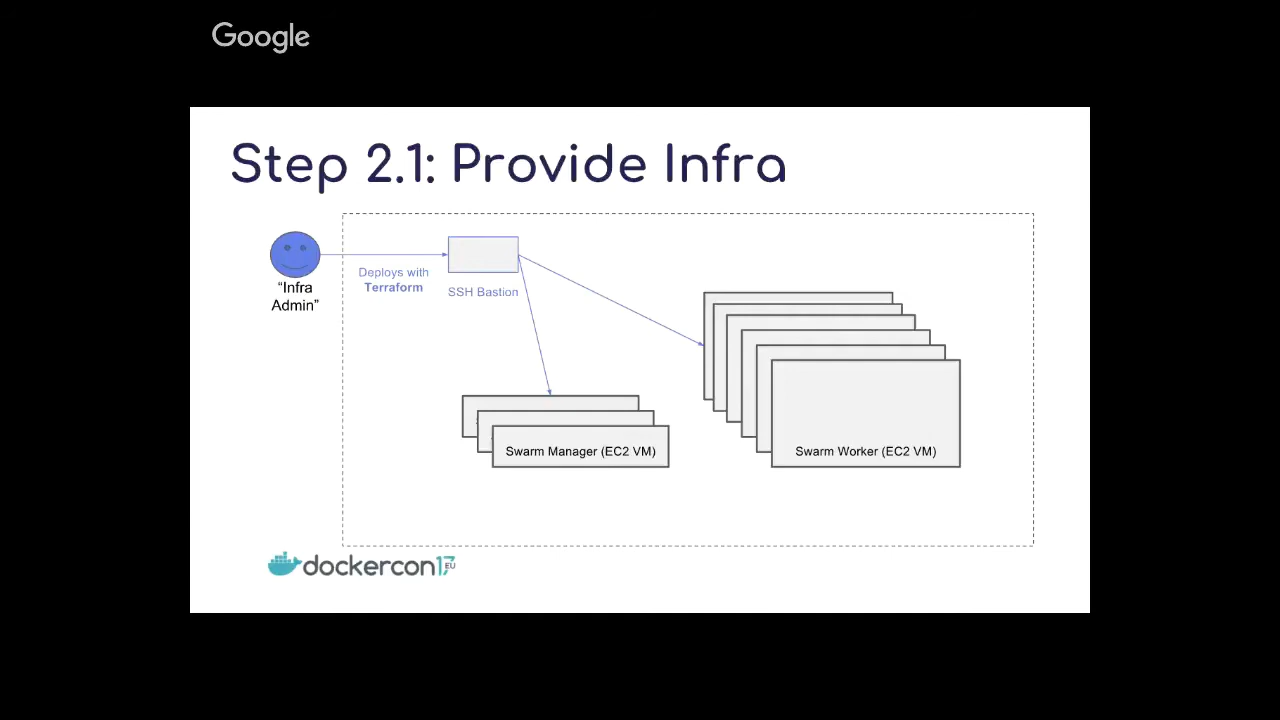 Google
Step 2.1: Provide Infra
Deploys with
Terraform
SSH Bastion
“Infra
Admin”
Swarm Manager (EC2 VM)
Swarm Worker (EC2 VM)
dockercon17
EU